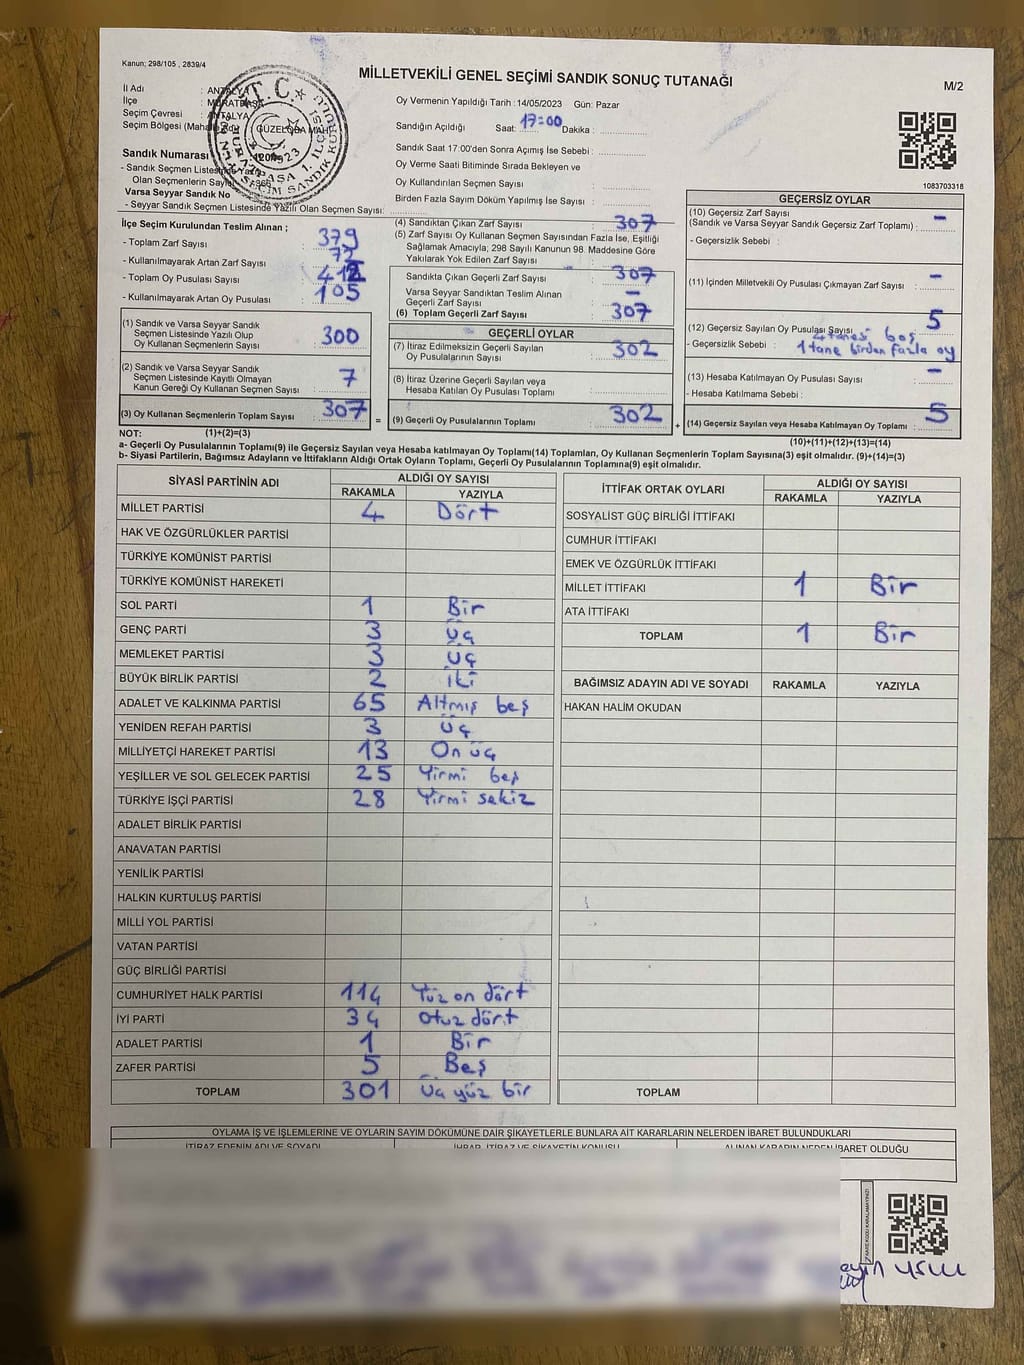 Kanun; 298/105 , 2839/4
MİLLETVEKİLİ GENEL SEÇİMİ SANDIK SONUÇ TUTANAĞI
M/2
İl Adı : ANTALYA
İlçe : MURATPAŞA
Seçim Çevresi : ANTALYA
Seçim Bölgesi (Mahalle GÜZELOBA MAH.
T.C.
Sandık Numarası
- Sandık Seçmen Listesinde Yazılı
Olan Seçmenlerin Sayısı
Varsa Seyyar Sandık No
- Seyyar Sandık Seçmen Listesinde Yazılı Olan Seçmen Sayısı:
Oy Vermenin Yapıldığı Tarih : 14/05/2023 Gün: Pazar
Sandığın Açıldığı Saat: 17:00 Dakika :
Sandık Saat 17:00'den Sonra Açımış İse Sebebi :
Oy Verme Saati Bitiminde Sırada Bekleyen ve
Oy Kullandırılan Seçmen Sayısı :
Birden Fazla Sayım Döküm Yapılmış İse Sayısı :
1083703318
İlçe Seçim Kurulundan Teslim Alınan ;
- Toplam Zarf Sayısı : 379
- Kullanılmayarak Artan Zarf Sayısı : 72
- Toplam Oy Pusulası Sayısı : 412
- Kullanılmayarak Artan Oy Pusulası : 105
(1) Sandık ve Varsa Seyyar Sandık
Seçmen Listesinde Yazılı Olup
Oy Kullanan Seçmenlerin Sayısı : 300
(2) Sandık ve Varsa Seyyar Sandık
Seçmen Listesinde Kayıtlı Olmayan
Kanun Gereği Oy Kullanan Seçmen Sayısı : 7
(3) Oy Kullanan Seçmenlerin Toplam Sayısı : 307 =
(1)+(2)=(3)
(4) Sandıktan Çıkan Zarf Sayısı : 307
(5) Zarf Sayısı Oy Kullanan Seçmen Sayısından Fazla İse, Eşitliği
Sağlamak Amacıyla; 298 Sayılı Kanunun 98. Maddesine Göre
Yakılarak Yok Edilen Zarf Sayısı : –
Sandıkta Çıkan Geçerli Zarf Sayısı : 307
Varsa Seyyar Sandıktan Teslim Alınan
Geçerli Zarf Sayısı : –
(6) Toplam Geçerli Zarf Sayısı : 307
GEÇERLİ OYLAR
(7) İtiraz Edilmeksizin Geçerli Sayılan
Oy Pusulalarının Sayısı : 302
(8) İtiraz Üzerine Geçerli Sayılan veya
Hesaba Katılan Oy Pusulası Toplamı :
(9) Geçerli Oy Pusulalarının Toplamı : 302 +
GEÇERSİZ OYLAR
(10) Geçersiz Zarf Sayısı
(Sandık ve Varsa Seyyar Sandık Geçersiz Zarf Toplamı) : –
- Geçersizlik Sebebi :
(11) İçinden Milletvekili Oy Pusulası Çıkmayan Zarf Sayısı : –
(12) Geçersiz Sayılan Oy Pusulası Sayısı : 5
4 tanesi boş
- Geçersizlik Sebebi : 1 tane birden fazla oy
(13) Hesaba Katılmayan Oy Pusulası Sayısı : –
- Hesaba Katılmama Sebebi :
(14) Geçersiz Sayılan veya Hesaba Katılmayan Oy Toplamı : 5
(10)+(11)+(12)+(13)=(14)
NOT:
a- Geçerli Oy Pusulalarının Toplamı(9) ile Geçersiz Sayılan veya Hesaba katılmayan Oy Toplamı(14) Toplamları, Oy Kullanan Seçmenlerin Toplam Sayısına(3) eşit olmalıdır. (9)+(14)=(3)
b- Siyasi Partilerin, Bağımsız Adayların ve İttifakların Aldığı Ortak Oyların Toplamı, Geçerli Oy Pusulalarının Toplamına(9) eşit olmalıdır.
SİYASİ PARTİNİN ADI ALDIĞI OY SAYISI
RAKAMLA YAZIYLA
MİLLET PARTİSİ 4 Dört
HAK VE ÖZGÜRLÜKLER PARTİSİ
TÜRKİYE KOMÜNİST PARTİSİ
TÜRKİYE KOMÜNİST HAREKETİ
SOL PARTİ 1 Bir
GENÇ PARTİ 3 Üç
MEMLEKET PARTİSİ 3 Üç
BÜYÜK BİRLİK PARTİSİ 2 İki
ADALET VE KALKINMA PARTİSİ 65 Altmış beş
YENİDEN REFAH PARTİSİ 3 Üç
MİLLİYETÇİ HAREKET PARTİSİ 13 On üç
YEŞİLLER VE SOL GELECEK PARTİSİ 25 Yirmi beş
TÜRKİYE İŞÇİ PARTİSİ 28 Yirmi sekiz
ADALET BİRLİK PARTİSİ
ANAVATAN PARTİSİ
YENİLİK PARTİSİ
HALKIN KURTULUŞ PARTİSİ
MİLLİ YOL PARTİSİ
VATAN PARTİSİ
GÜÇ BİRLİĞİ PARTİSİ
CUMHURİYET HALK PARTİSİ 114 Yüz on dört
İYİ PARTİ 34 Otuz dört
ADALET PARTİSİ 1 Bir
ZAFER PARTİSİ 5 Beş
TOPLAM 301 Üç yüz bir
İTTİFAK ORTAK OYLARI ALDIĞI OY SAYISI
RAKAMLA YAZIYLA
SOSYALİST GÜÇ BİRLİĞİ İTTİFAKI
CUMHUR İTTİFAKI
EMEK VE ÖZGÜRLÜK İTTİFAKI
MİLLET İTTİFAKI 1 Bir
ATA İTTİFAKI
TOPLAM 1 Bir
BAĞIMSIZ ADAYIN ADI VE SOYADI RAKAMLA YAZIYLA
HAKAN HALİM OKUDAN
TOPLAM
OYLAMA İŞ VE İŞLEMLERİNE VE OYLARIN SAYIM DÖKÜMÜNE DAİR ŞİKAYETLERLE BUNLARA AİT KARARLARIN NELERDEN İBARET BULUNDUKLARI
İTİRAZ EDENİN ADI VE SOYADI İHBAR, İTİRAZ VE ŞİKAYETİN KONUSU ALINAN KARARIN NEDEN İBARET OLDUĞU